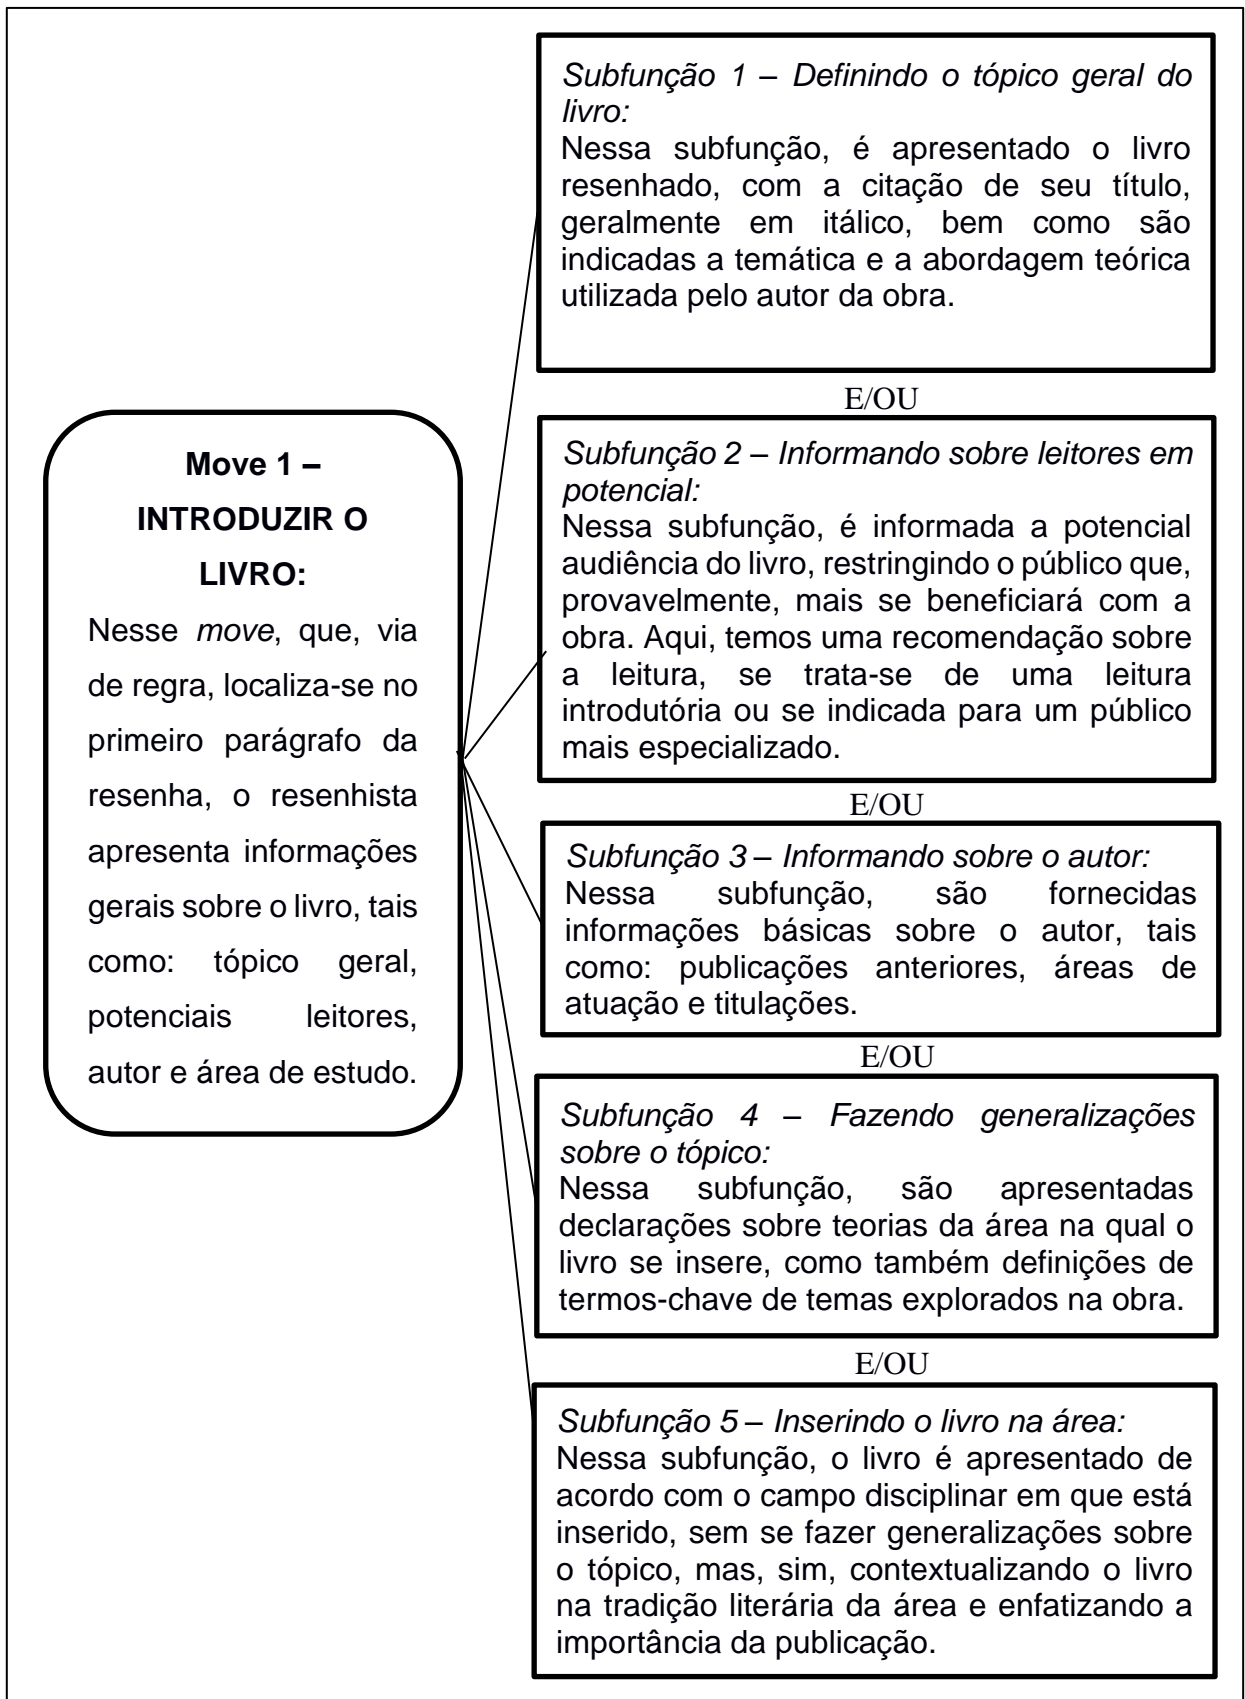 Move 1 –
INTRODUZIR O
LIVRO:
Nesse move, que, via
de regra, localiza-se no
primeiro parágrafo da
resenha, o resenhista
apresenta informações
gerais sobre o livro, tais
como: tópico geral,
potenciais leitores,
autor e área de estudo.
Subfunção 1 – Definindo o tópico geral do
livro:
Nessa subfunção, é apresentado o livro
resenhado, com a citação de seu título,
geralmente em itálico, bem como são
indicadas a temática e a abordagem teórica
utilizada pelo autor da obra.
E/OU
Subfunção 2 – Informando sobre leitores em
potencial:
Nessa subfunção, é informada a potencial
audiência do livro, restringindo o público que,
provavelmente, mais se beneficiará com a
obra. Aqui, temos uma recomendação sobre
a leitura, se trata-se de uma leitura
introdutória ou se indicada para um público
mais especializado.
E/OU
Subfunção 3 – Informando sobre o autor:
Nessa subfunção, são fornecidas
informações básicas sobre o autor, tais
como: publicações anteriores, áreas de
atuação e titulações.
E/OU
Subfunção 4 – Fazendo generalizações
sobre o tópico:
Nessa subfunção, são apresentadas
declarações sobre teorias da área na qual o
livro se insere, como também definições de
termos-chave de temas explorados na obra.
E/OU
Subfunção 5 – Inserindo o livro na área:
Nessa subfunção, o livro é apresentado de
acordo com o campo disciplinar em que está
inserido, sem se fazer generalizações sobre
o tópico, mas, sim, contextualizando o livro
na tradição literária da área e enfatizando a
importância da publicação.